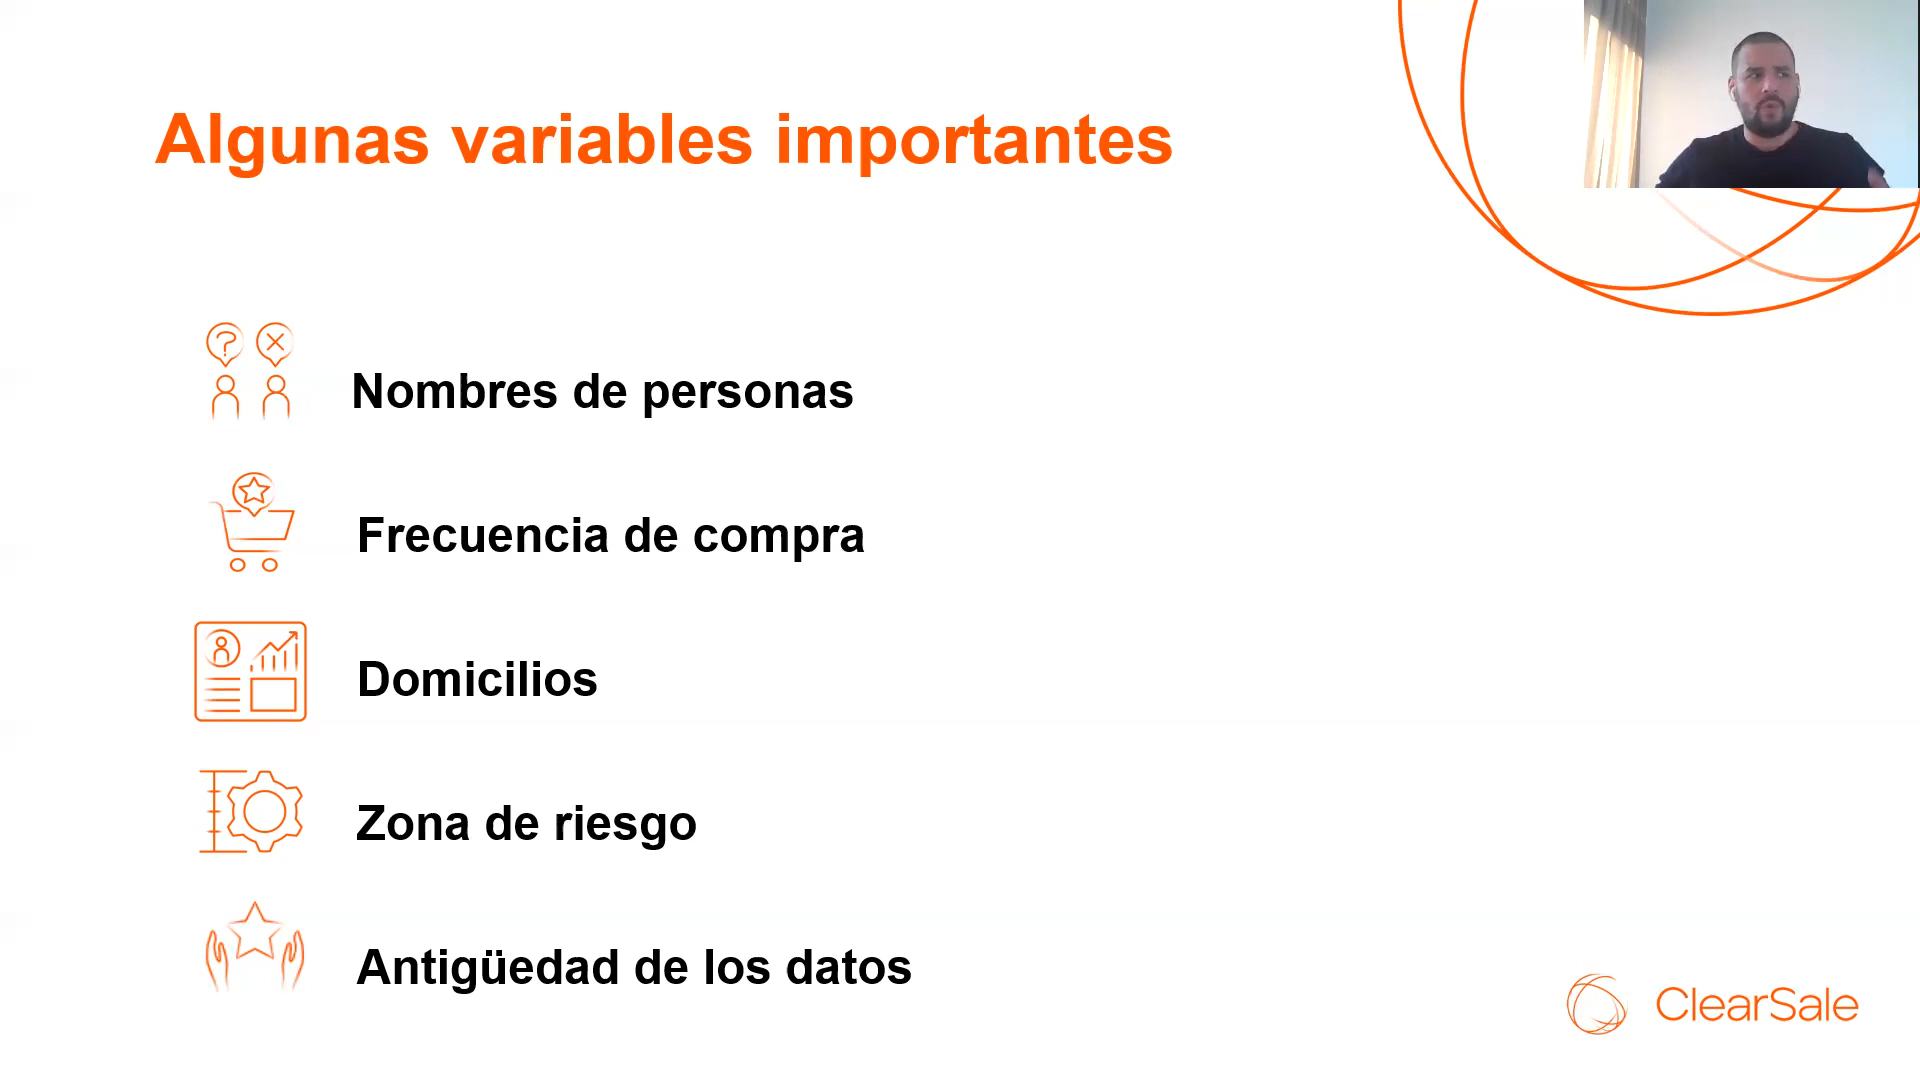 Algunas variables importantes
Nombres de personas
Frecuencia de compra
Domicilios
Zona de riesgo
Antigüedad de los datos
ClearSale